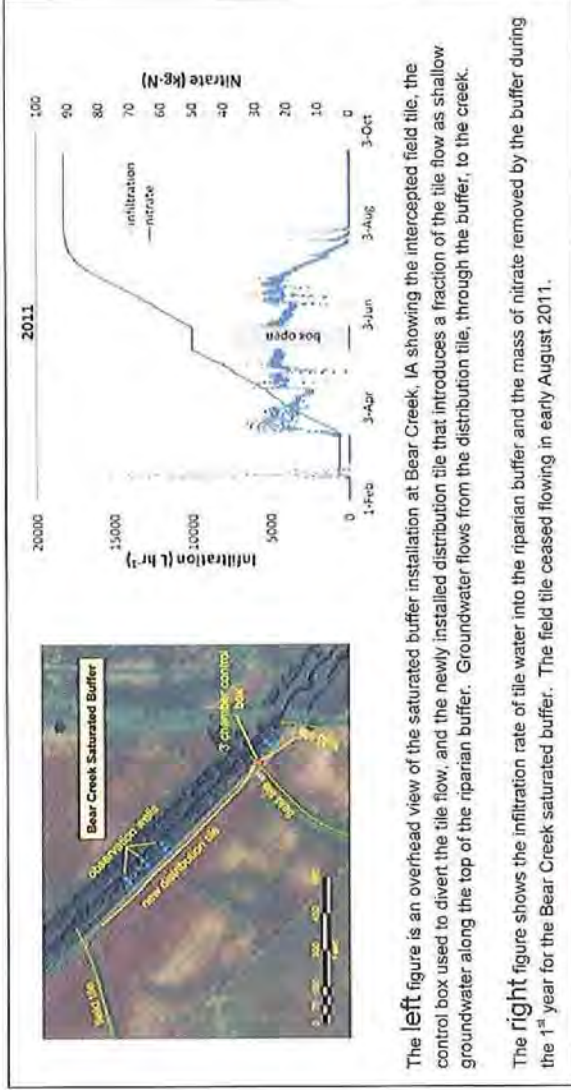 Bear Creek Saturated Buffer
observation wells
new distribution tile
3 chamber control
box
field tile
field tile
2011
Infiltration (L hr⁻¹)
20000
15000
10000
5000
0
Nitrate (kg-N)
100
90
80
70
60
50
40
30
20
10
0
infiltration
nitrate
box open
1-Feb
3-Apr
3-Jun
3-Aug
3-Oct
The left figure is an overhead view of the saturated buffer installation at Bear Creek, IA showing the intercepted field tile, the
control box used to divert the tile flow, and the newly installed distribution tile that introduces a fraction of the tile flow as shallow
groundwater along the top of the riparian buffer. Groundwater flows from the distribution tile, through the buffer, to the creek.
The right figure shows the infiltration rate of tile water into the riparian buffer and the mass of nitrate removed by the buffer during
the 1st year for the Bear Creek saturated buffer. The field tile ceased flowing in early August 2011.